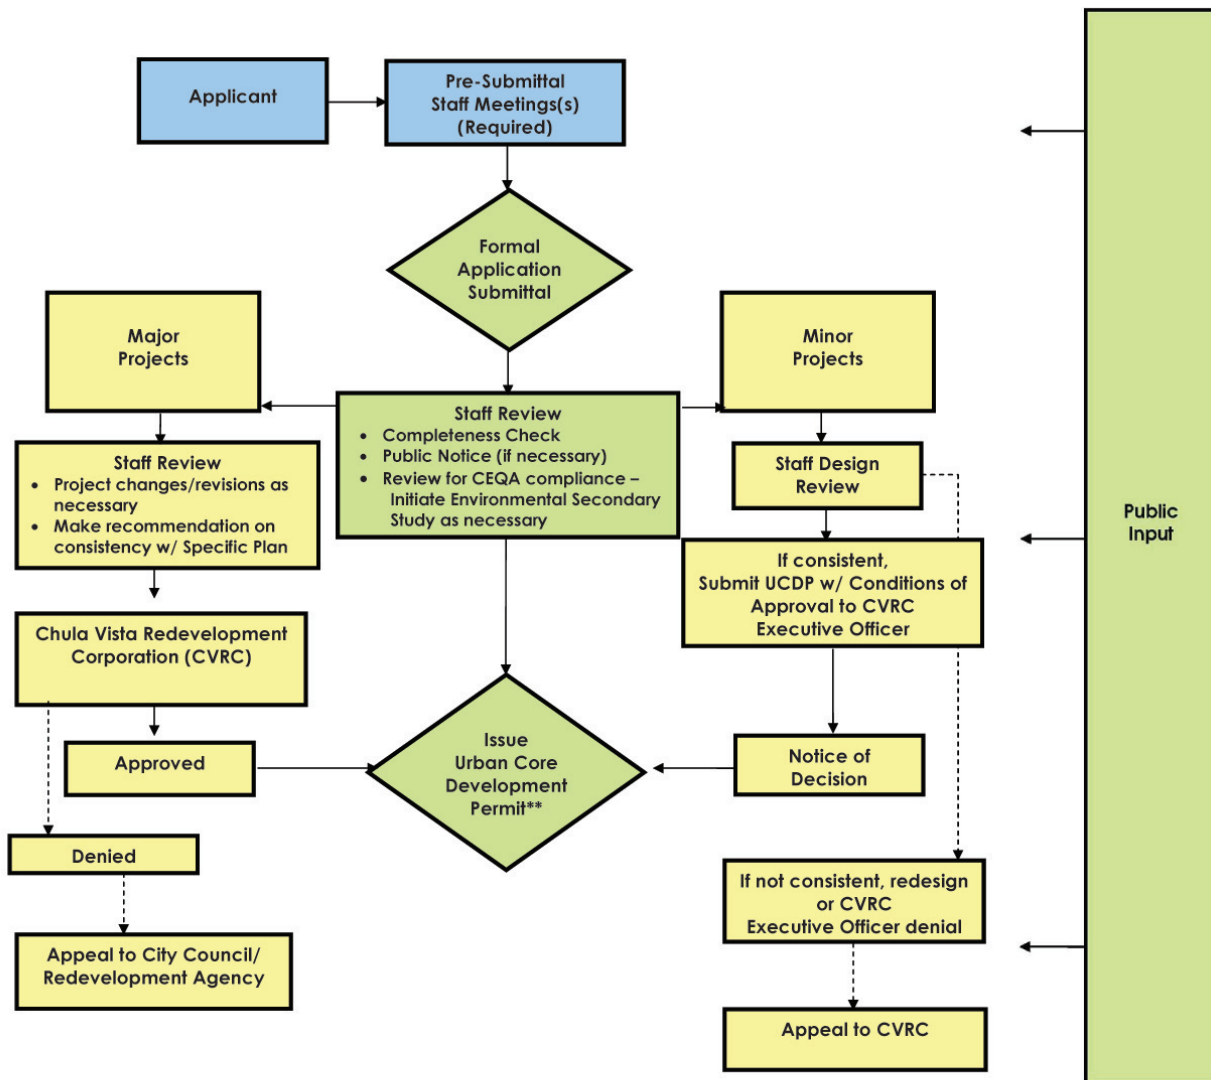 Applicant
Pre-Submittal
Staff Meetings(s)
(Required)
Formal
Application
Submittal
Major
Projects
Minor
Projects
Staff Review
• Completeness Check
• Public Notice (if necessary)
• Review for CEQA compliance –
Initiate Environmental Secondary
Study as necessary
Staff Review
• Project changes/revisions as
necessary
• Make recommendation on
consistency w/ Specific Plan
Staff Design
Review
Public
Input
If consistent,
Submit UCDP w/ Conditions of
Approval to CVRC
Executive Officer
Chula Vista Redevelopment
Corporation (CVRC)
Approved
Issue
Urban Core
Development
Permit**
Notice of
Decision
Denied
If not consistent, redesign
or CVRC
Executive Officer denial
Appeal to City Council/
Redevelopment Agency
Appeal to CVRC